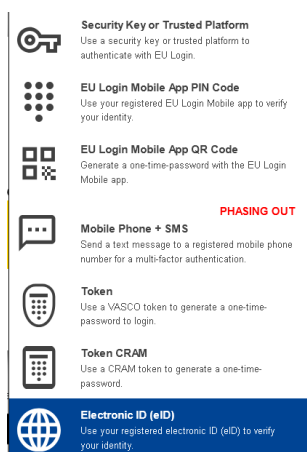 Security Key or Trusted Platform
Use a security key or trusted platform to
authenticate with EU Login.
EU Login Mobile App PIN Code
Use your registered EU Login Mobile app to verify
your identity.
EU Login Mobile App QR Code
Generate a one-time-password with the EU Login
Mobile app.
PHASING OUT
Mobile Phone + SMS
Send a text message to a registered mobile phone
number for a multi-factor authentication.
Token
Use a VASCO token to generate a one-time-
password to login.
Token CRAM
Use a CRAM token to generate a one-time-
password.
Electronic ID (eID)
Use your registered electronic ID (eID) to verify
your identity.